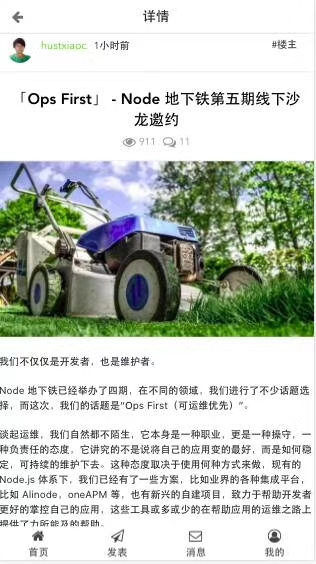 详情
hustxiaoc 1小时前 #楼主
「Ops First」 - Node 地下铁第五期线下沙
龙邀约
911 11
我们不仅仅是开发者，也是维护者。
Node 地下铁已经举办了四期，在不同的领域，我们进行了不少话题选
择，而这次，我们的话题是“Ops First（可运维优先）”。
谈起运维，我们自然都不陌生，它本身是一种职业，更是一种操守，一
种负责任的态度，它讲究的不是说将自己的应用变的最好，而是如何稳
定，可持续的维护下去。这种态度取决于使用何种方式来做，现有的
Node.js 体系下，我们已经有了一些方案，比如业界的各种集成平台，
比如 Alinode，oneAPM 等，也有新兴的自建项目，致力于帮助开发者
更好的掌控自己的应用，这些工具或多或少的在帮助应用的运维之路上
提供了力所能及的帮助。
首页 发表 消息 我的